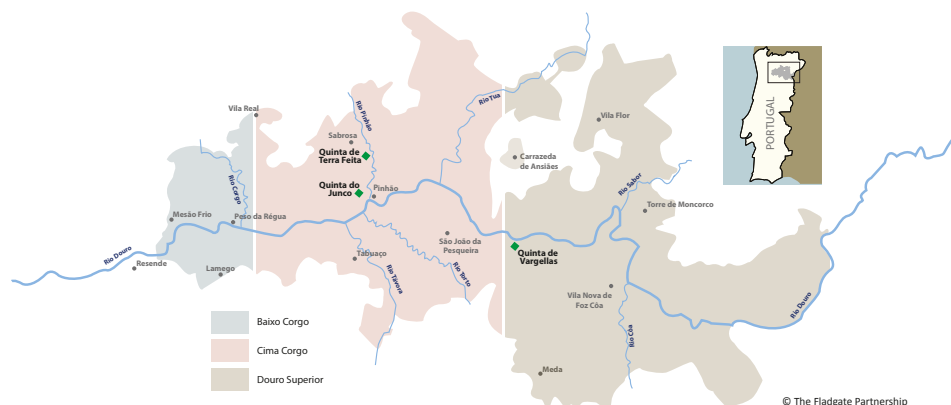 Vila Real
Rio Pinhão
Rio Tua
Vila Flor
PORTUGAL
Sabrosa
Quinta de
Terra Feita
Carrazeda
de Ansiães
Rio Corgo
Quinta do
Junco
Pinhão
Rio Sabor
Mesão Frio
Peso da Régua
Torre de Moncorco
São João da
Pesqueira
Rio Douro
Resende
Lamego
Tabuaço
Rio Távora
Rio Torto
Quinta de
Vargellas
Vila Nova de
Foz Côa
Rio Douro
Rio Côa
Baixo Corgo
Cima Corgo
Douro Superior
Meda
© The Fladgate Partnership